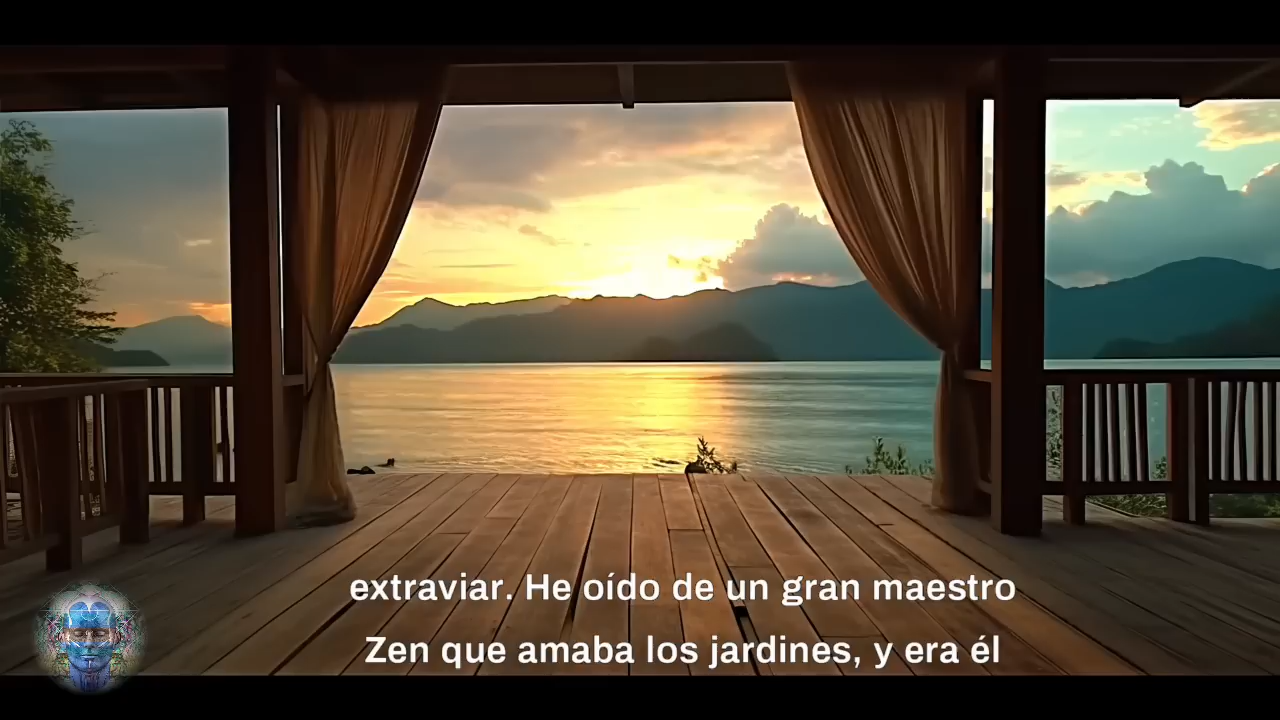 extraviar. He oído de un gran maestro
Zen que amaba los jardines, y era él